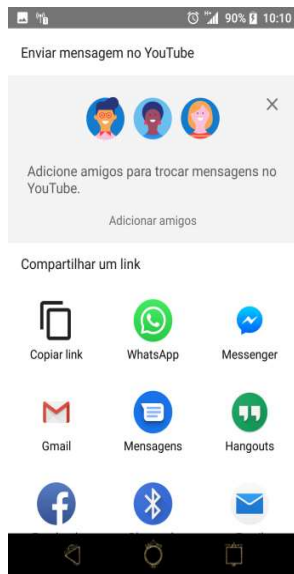 90% 10:10
Enviar mensagem no YouTube
Adicione amigos para trocar mensagens no
YouTube.
Adicionar amigos
Compartilhar um link
Copiar link WhatsApp Messenger
Gmail Mensagens Hangouts